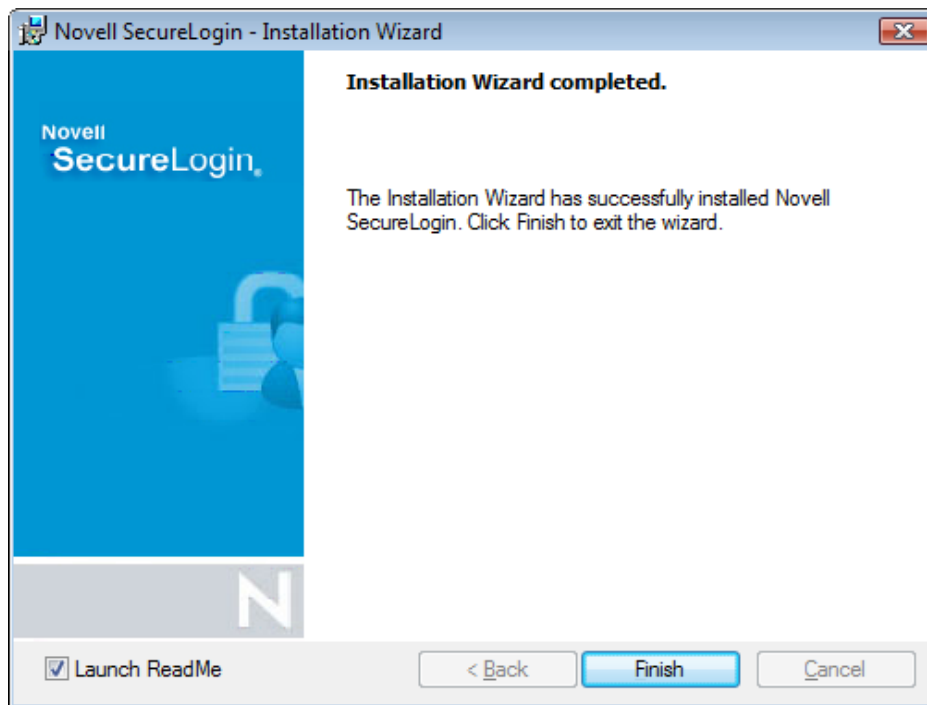 Novell SecureLogin - Installation Wizard
Installation Wizard completed.
Novell
SecureLogin®
The Installation Wizard has successfully installed Novell
SecureLogin. Click Finish to exit the wizard.
N
Launch ReadMe
< Back
Finish
Cancel